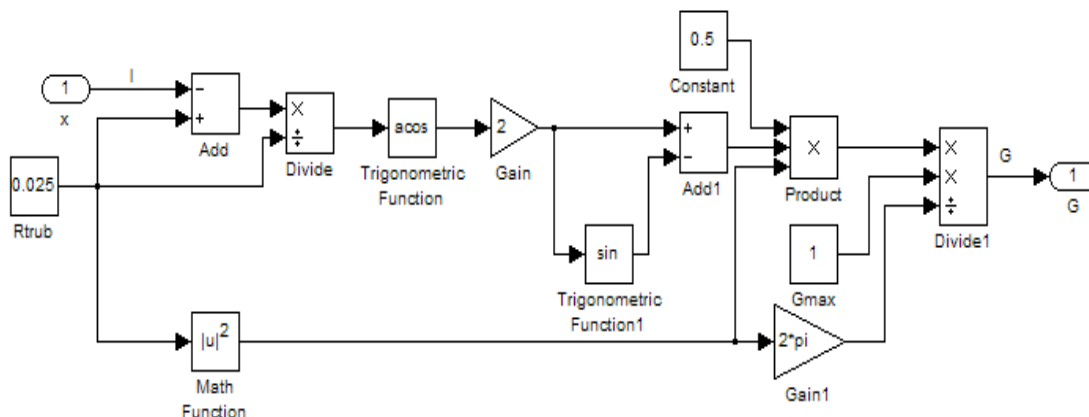 0.5
Constant
1
x
I
−
+
Add
×
÷
Divide
acos
Trigonometric
Function
2
Gain
+
−
Add1
×
Product
×
×
÷
Divide1
G
1
G
0.025
Rtrub
sin
Trigonometric
Function1
1
Gmax
|u|²
Math
Function
2*pi
Gain1